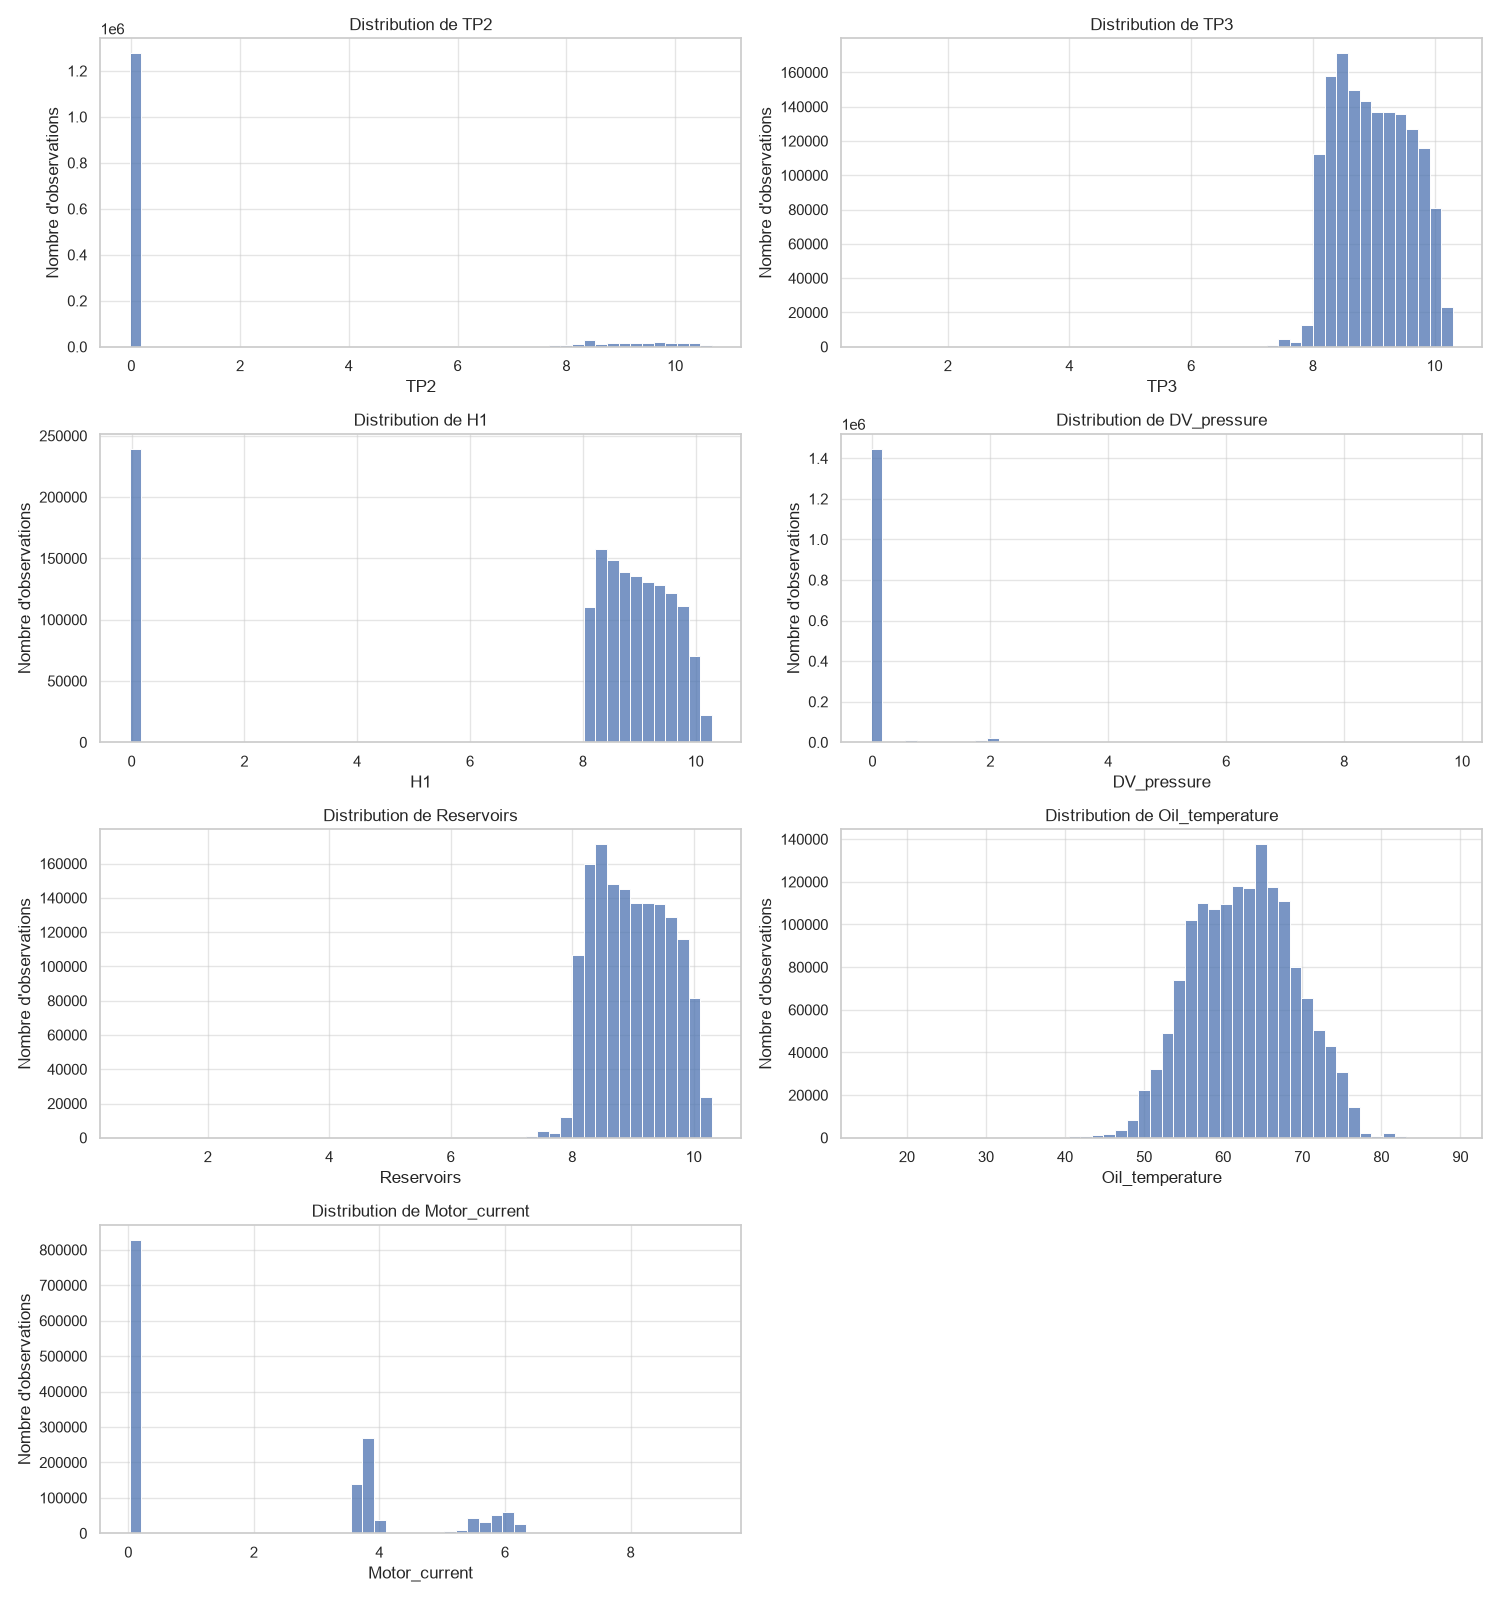 Distribution de TP2
1e6
Nombre d'observations
1.2
1.0
0.8
0.6
0.4
0.2
0.0
0 2 4 6 8 10
TP2
Distribution de TP3
Nombre d'observations
160000
140000
120000
100000
80000
60000
40000
20000
0
2 4 6 8 10
TP3
Distribution de H1
Nombre d'observations
250000
200000
150000
100000
50000
0
0 2 4 6 8 10
H1
Distribution de DV_pressure
1e6
Nombre d'observations
1.4
1.2
1.0
0.8
0.6
0.4
0.2
0.0
0 2 4 6 8 10
DV_pressure
Distribution de Reservoirs
Nombre d'observations
160000
140000
120000
100000
80000
60000
40000
20000
0
2 4 6 8 10
Reservoirs
Distribution de Oil_temperature
Nombre d'observations
140000
120000
100000
80000
60000
40000
20000
0
20 30 40 50 60 70 80 90
Oil_temperature
Distribution de Motor_current
Nombre d'observations
800000
700000
600000
500000
400000
300000
200000
100000
0
0 2 4 6 8
Motor_current